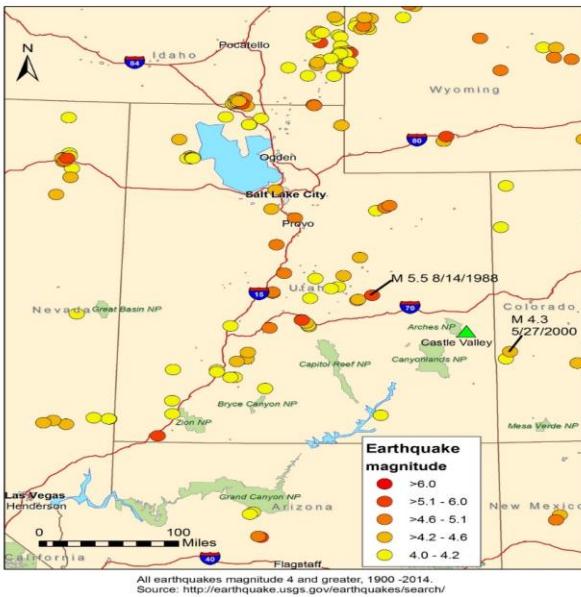 84
Idaho
Pocatello
N
Wyoming
80
Ogden
Salt Lake City
Provo
M 5.5 8/14/1988
15
Utah
70
Nevada
Great Basin NP
Colorado
M 4.3
5/27/2000
Arches NP
Castle Valley
Canyonlands NP
Capitol Reef NP
Bryce Canyon NP
Zion NP
Mesa Verde NP
Earthquake
magnitude
>6.0
>5.1 - 6.0
>4.6 - 5.1
>4.2 - 4.6
4.0 - 4.2
Las Vegas
Henderson
Grand Canyon NP
Arizona
New Mexico
0 100
Miles
California
40
Flagstaff
All earthquakes magnitude 4 and greater, 1900 -2014.
Source: http://earthquake.usgs.gov/earthquakes/search/